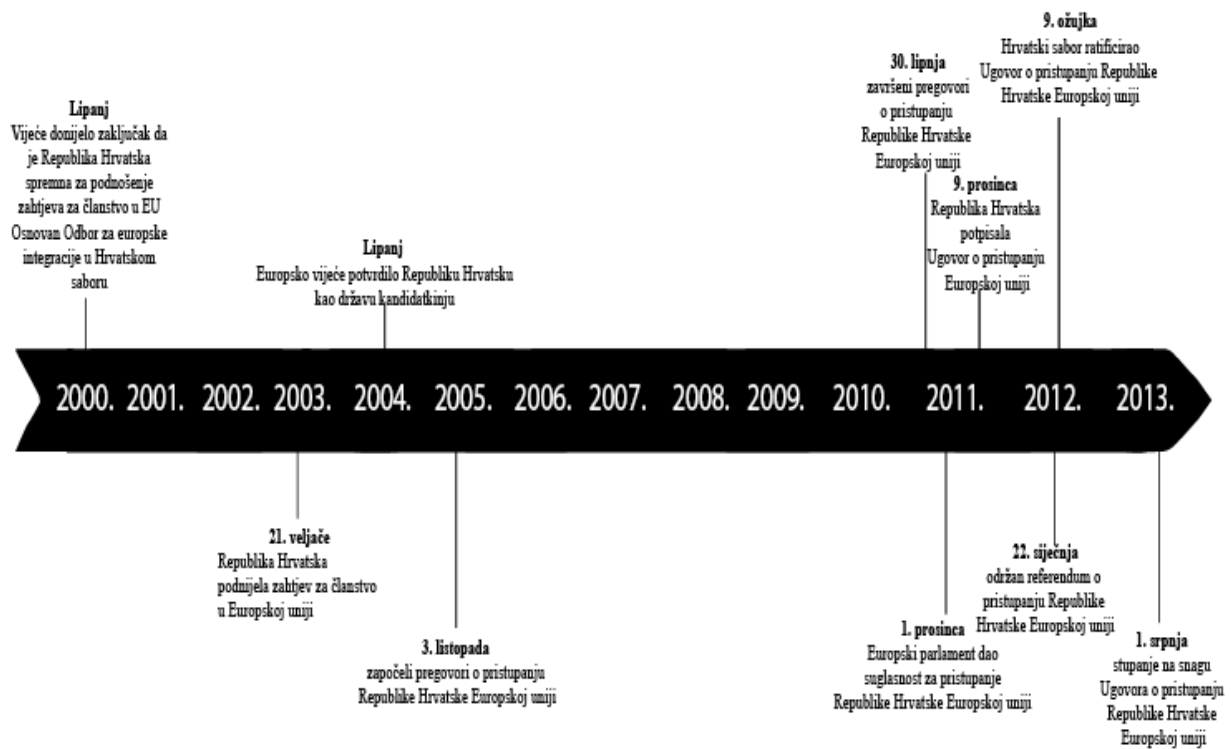 Lipanj
Vijeće donijelo zaključak da
je Republika Hrvatska
spremna za podnošenje
zahtjeva za članstvo u EU
Osnovan Odbor za europske
integracije u Hrvatskom
saboru
Lipanj
Europsko vijeće potvrdilo Republiku Hrvatsku
kao državu kandidatkinju
30. lipnja
završeni pregovori
o pristupanju
Republike Hrvatske
Europskoj uniji
9. prosinca
Republika Hrvatska
potpisala
Ugovor o pristupanju
Europskoj uniji
9. ožujka
Hrvatski sabor ratificirao
Ugovor o pristupanju Republike
Hrvatske Europskoj uniji
2000. 2001. 2002. 2003. 2004. 2005. 2006. 2007. 2008. 2009. 2010. 2011. 2012. 2013.
21. veljače
Republika Hrvatska
podnijela zahtjev za članstvo
u Europskoj uniji
3. listopada
započeli pregovori o pristupanju
Republike Hrvatske Europskoj uniji
1. prosinca
Europski parlament dao
suglasnost za pristupanje
Republike Hrvatske Europskoj uniji
22. siječnja
održan referendum o
pristupanju Republike
Hrvatske Europskoj uniji
1. srpnja
stupanje na snagu
Ugovora o pristupanju
Republike Hrvatske
Europskoj uniji